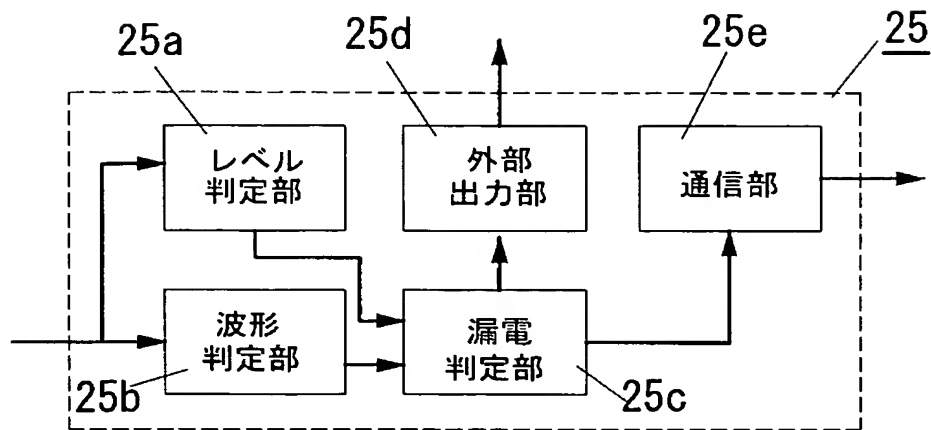 25a
25d
25e
25
レベル
判定部
外部
出力部
通信部
波形
判定部
漏電
判定部
25b
25c